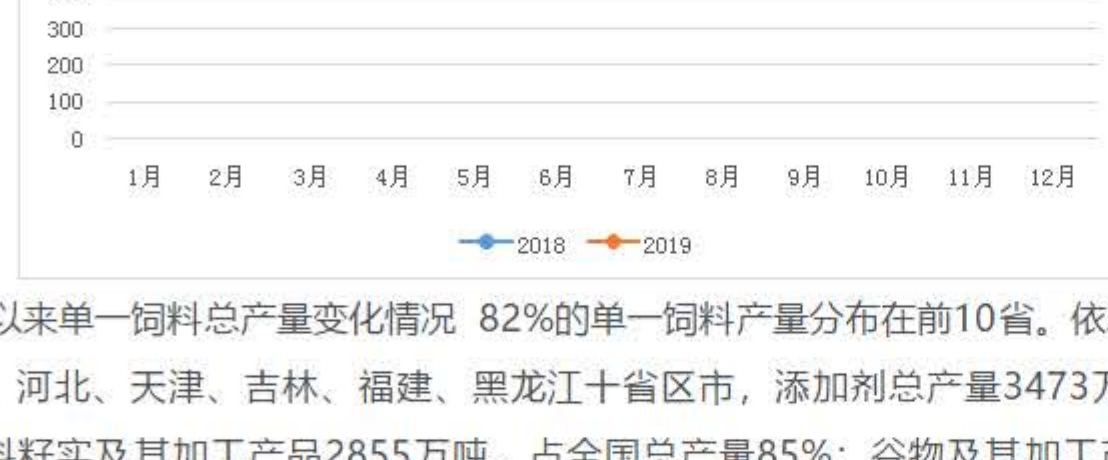 300
200
100
0
1月 2月 3月 4月 5月 6月 7月 8月 9月 10月 11月 12月
2018 2019
以来单一饲料总产量变化情况 82%的单一饲料产量分布在前10省。依
河北、天津、吉林、福建、黑龙江十省区市，添加剂总产量3473万
料籽实及其加工产品2855万吨，占全国总产量85%；谷物及其加工产